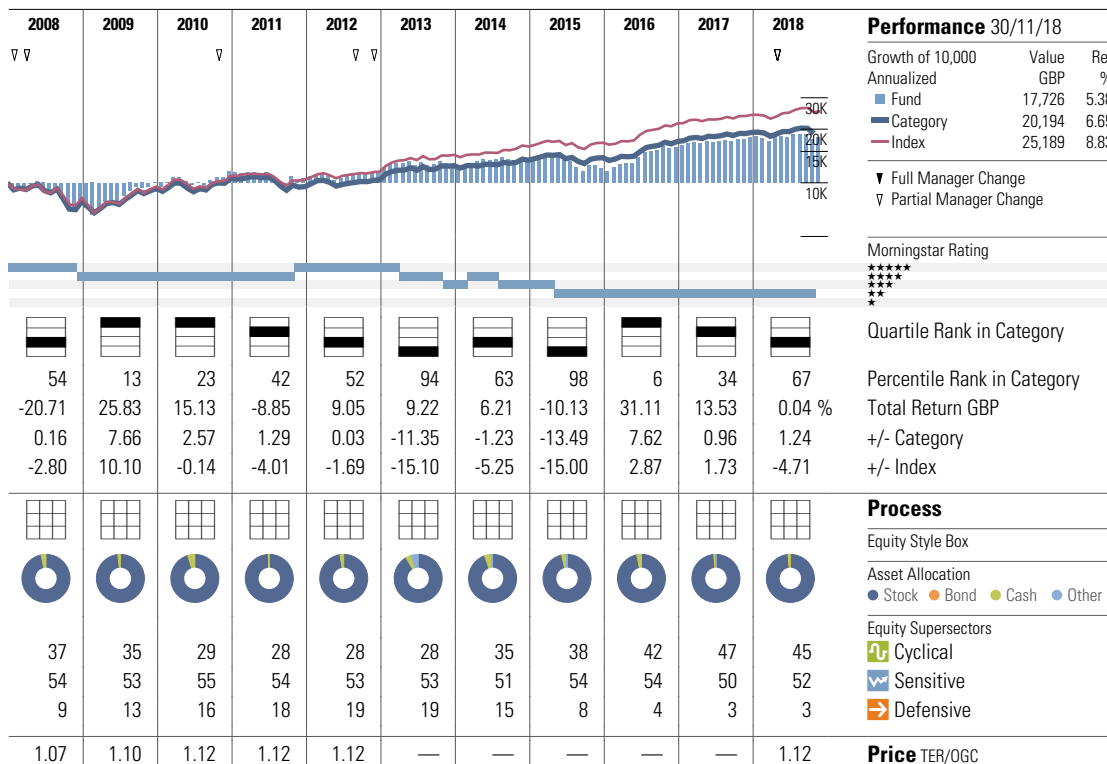 2008 2009 2010 2011 2012 2013 2014 2015 2016 2017 2018
Performance 30/11/18
Growth of 10,000 Value Re
Annualized GBP %
Fund 17,726 5.38
Category 20,194 6.65
Index 25,189 8.83
▼ Full Manager Change
▽ Partial Manager Change
30K
20K
15K
10K
Morningstar Rating
★★★★★
★★★★
★★★
★★
★
Quartile Rank in Category
54 13 23 42 52 94 63 98 6 34 67 Percentile Rank in Category
-20.71 25.83 15.13 -8.85 9.05 9.22 6.21 -10.13 31.11 13.53 0.04 % Total Return GBP
0.16 7.66 2.57 1.29 0.03 -11.35 -1.23 -13.49 7.62 0.96 1.24 +/- Category
-2.80 10.10 -0.14 -4.01 -1.69 -15.10 -5.25 -15.00 2.87 1.73 -4.71 +/- Index
Process
Equity Style Box
Asset Allocation
Stock Bond Cash Other
Equity Supersectors
37 35 29 28 28 28 35 38 42 47 45 Cyclical
54 53 55 54 53 53 51 54 54 50 52 Sensitive
9 13 16 18 19 19 15 8 4 3 3 Defensive
1.07 1.10 1.12 1.12 1.12 — — — — — 1.12 Price TER/OGC